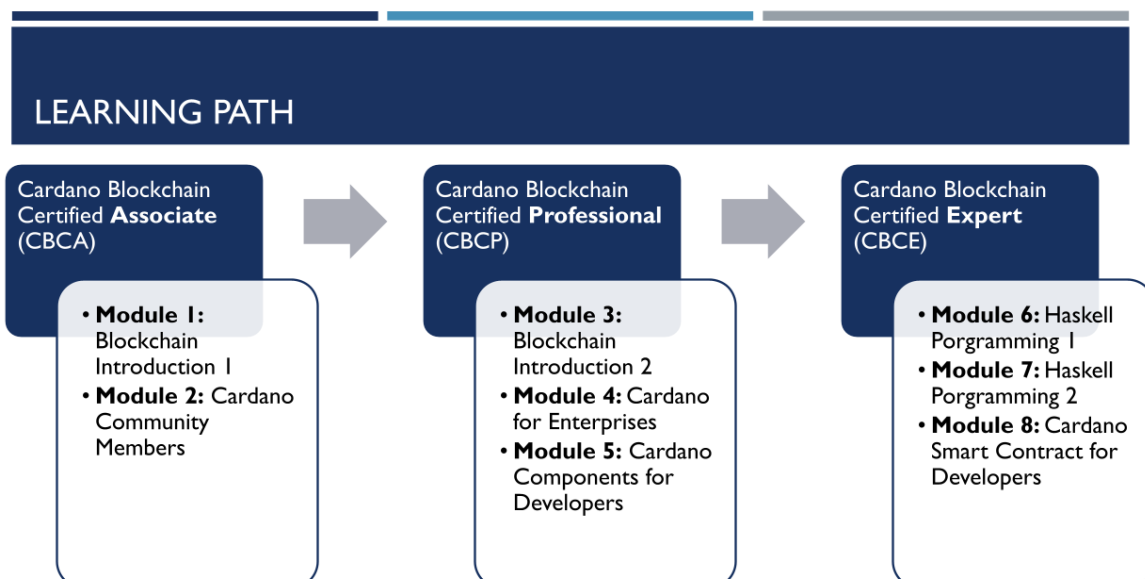 LEARNING PATH
Cardano Blockchain
Certified Associate
(CBCA)
• Module 1:
Blockchain
Introduction 1
• Module 2: Cardano
Community
Members
Cardano Blockchain
Certified Professional
(CBCP)
• Module 3:
Blockchain
Introduction 2
• Module 4: Cardano
for Enterprises
• Module 5: Cardano
Components for
Developers
Cardano Blockchain
Certified Expert
(CBCE)
• Module 6: Haskell
Porgramming 1
• Module 7: Haskell
Porgramming 2
• Module 8: Cardano
Smart Contract for
Developers